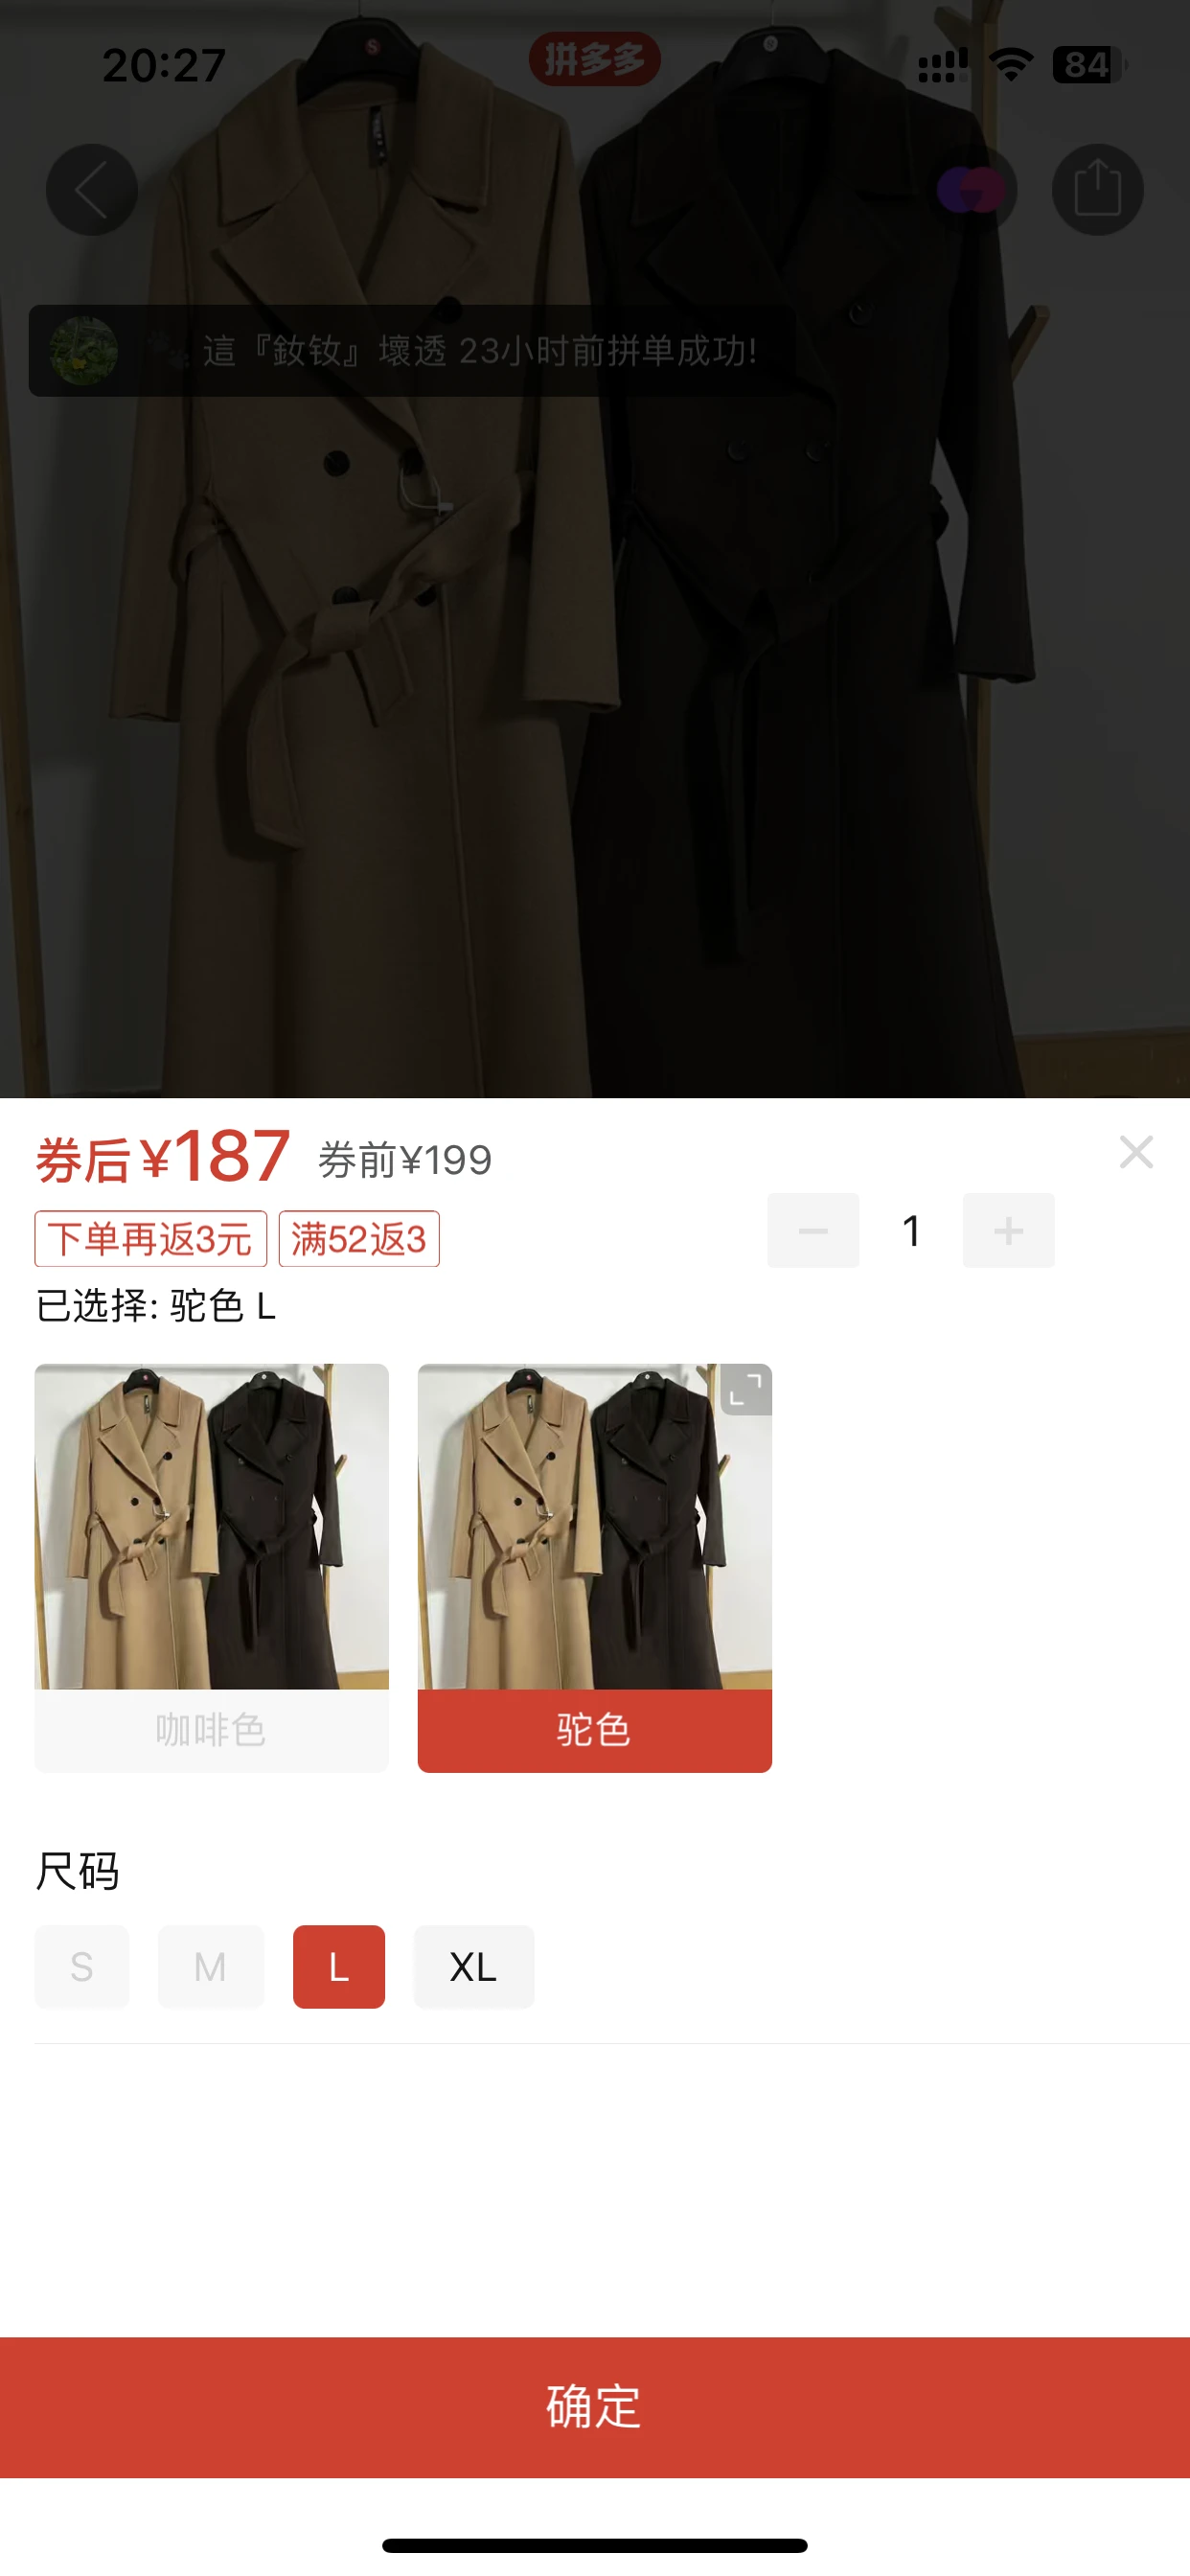 20:27
拼多多
84
這『釹钕』壞透 23小时前拼单成功!
券后¥187 券前¥199
下单再返3元 满52返3
1
已选择: 驼色 L
咖啡色 驼色
尺码
S M L XL
确定